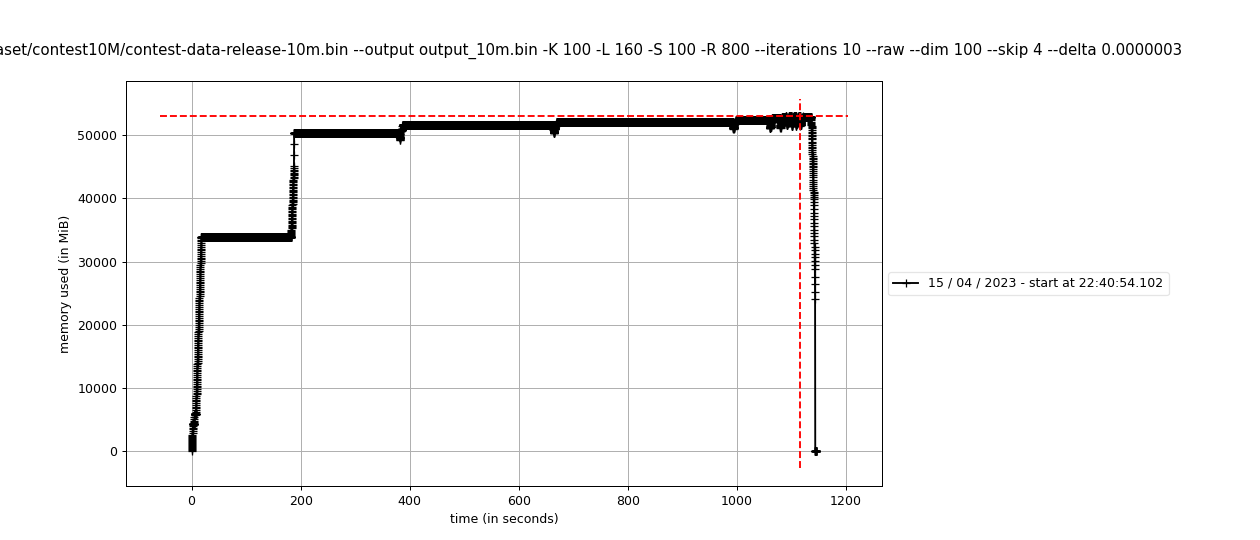 aset/contest10M/contest-data-release-10m.bin --output output_10m.bin -K 100 -L 160 -S 100 -R 800 --iterations 10 --raw --dim 100 --skip 4 --delta 0.0000003
50000
40000
30000
20000
10000
0
memory used (in MiB)
15 / 04 / 2023 - start at 22:40:54.102
0 200 400 600 800 1000 1200
time (in seconds)